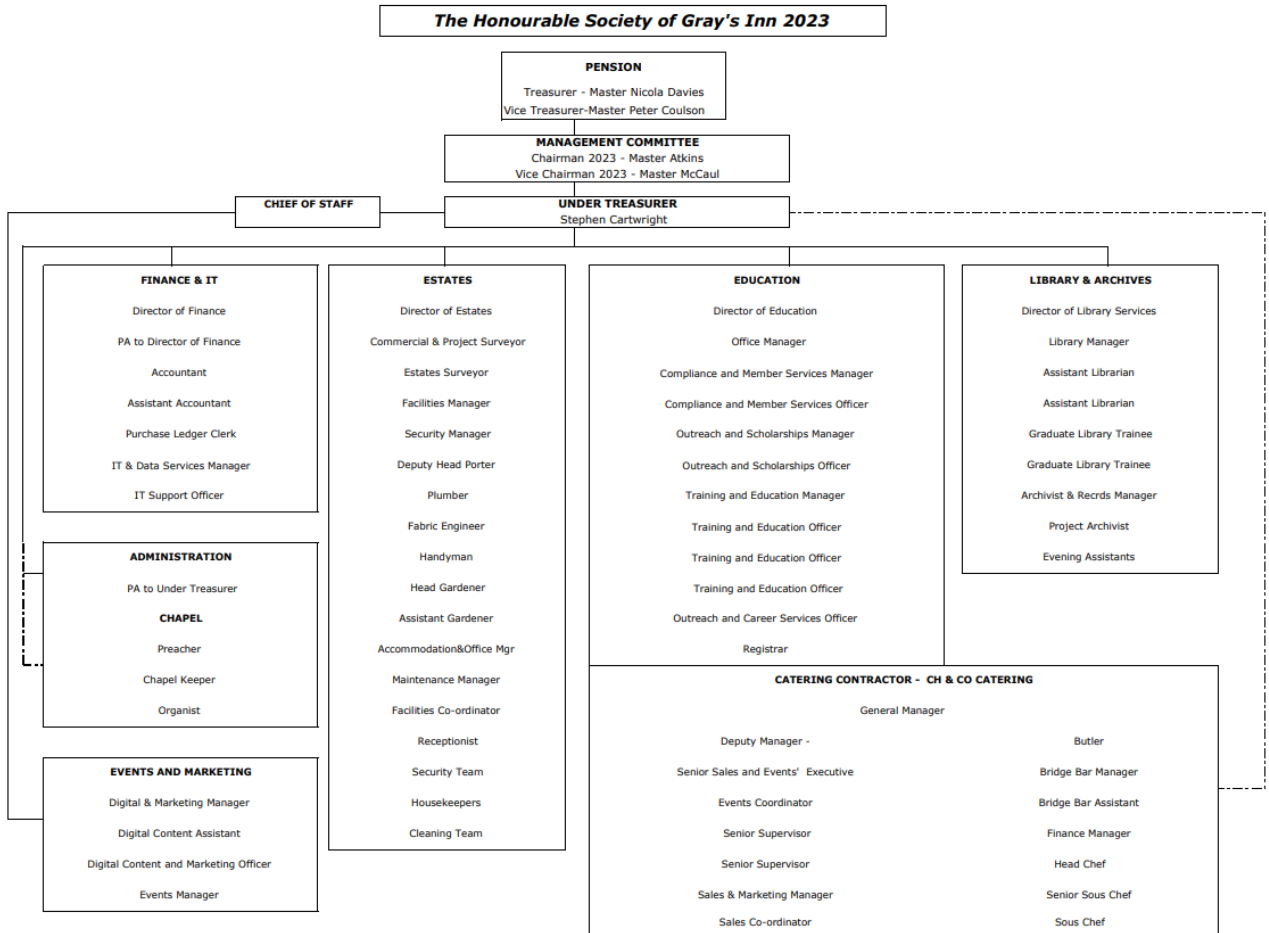 The Honourable Society of Gray's Inn 2023
PENSION
Treasurer - Master Nicola Davies
Vice Treasurer-Master Peter Coulson
MANAGEMENT COMMITTEE
Chairman 2023 - Master Atkins
Vice Chairman 2023 - Master McCaul
CHIEF OF STAFF
UNDER TREASURER
Stephen Cartwright
FINANCE & IT
Director of Finance
PA to Director of Finance
Accountant
Assistant Accountant
Purchase Ledger Clerk
IT & Data Services Manager
IT Support Officer
ADMINISTRATION
PA to Under Treasurer
CHAPEL
Preacher
Chapel Keeper
Organist
EVENTS AND MARKETING
Digital & Marketing Manager
Digital Content Assistant
Digital Content and Marketing Officer
Events Manager
ESTATES
Director of Estates
Commercial & Project Surveyor
Estates Surveyor
Facilities Manager
Security Manager
Deputy Head Porter
Plumber
Fabric Engineer
Handyman
Head Gardener
Assistant Gardener
Accommodation&Office Mgr
Maintenance Manager
Facilities Co-ordinator
Receptionist
Security Team
Housekeepers
Cleaning Team
EDUCATION
Director of Education
Office Manager
Compliance and Member Services Manager
Compliance and Member Services Officer
Outreach and Scholarships Manager
Outreach and Scholarships Officer
Training and Education Manager
Training and Education Officer
Training and Education Officer
Training and Education Officer
Outreach and Career Services Officer
Registrar
LIBRARY & ARCHIVES
Director of Library Services
Library Manager
Assistant Librarian
Assistant Librarian
Graduate Library Trainee
Graduate Library Trainee
Archivist & Recrds Manager
Project Archivist
Evening Assistants
CATERING CONTRACTOR - CH & CO CATERING
General Manager
Deputy Manager -
Senior Sales and Events' Executive
Events Coordinator
Senior Supervisor
Senior Supervisor
Sales & Marketing Manager
Sales Co-ordinator
Butler
Bridge Bar Manager
Bridge Bar Assistant
Finance Manager
Head Chef
Senior Sous Chef
Sous Chef